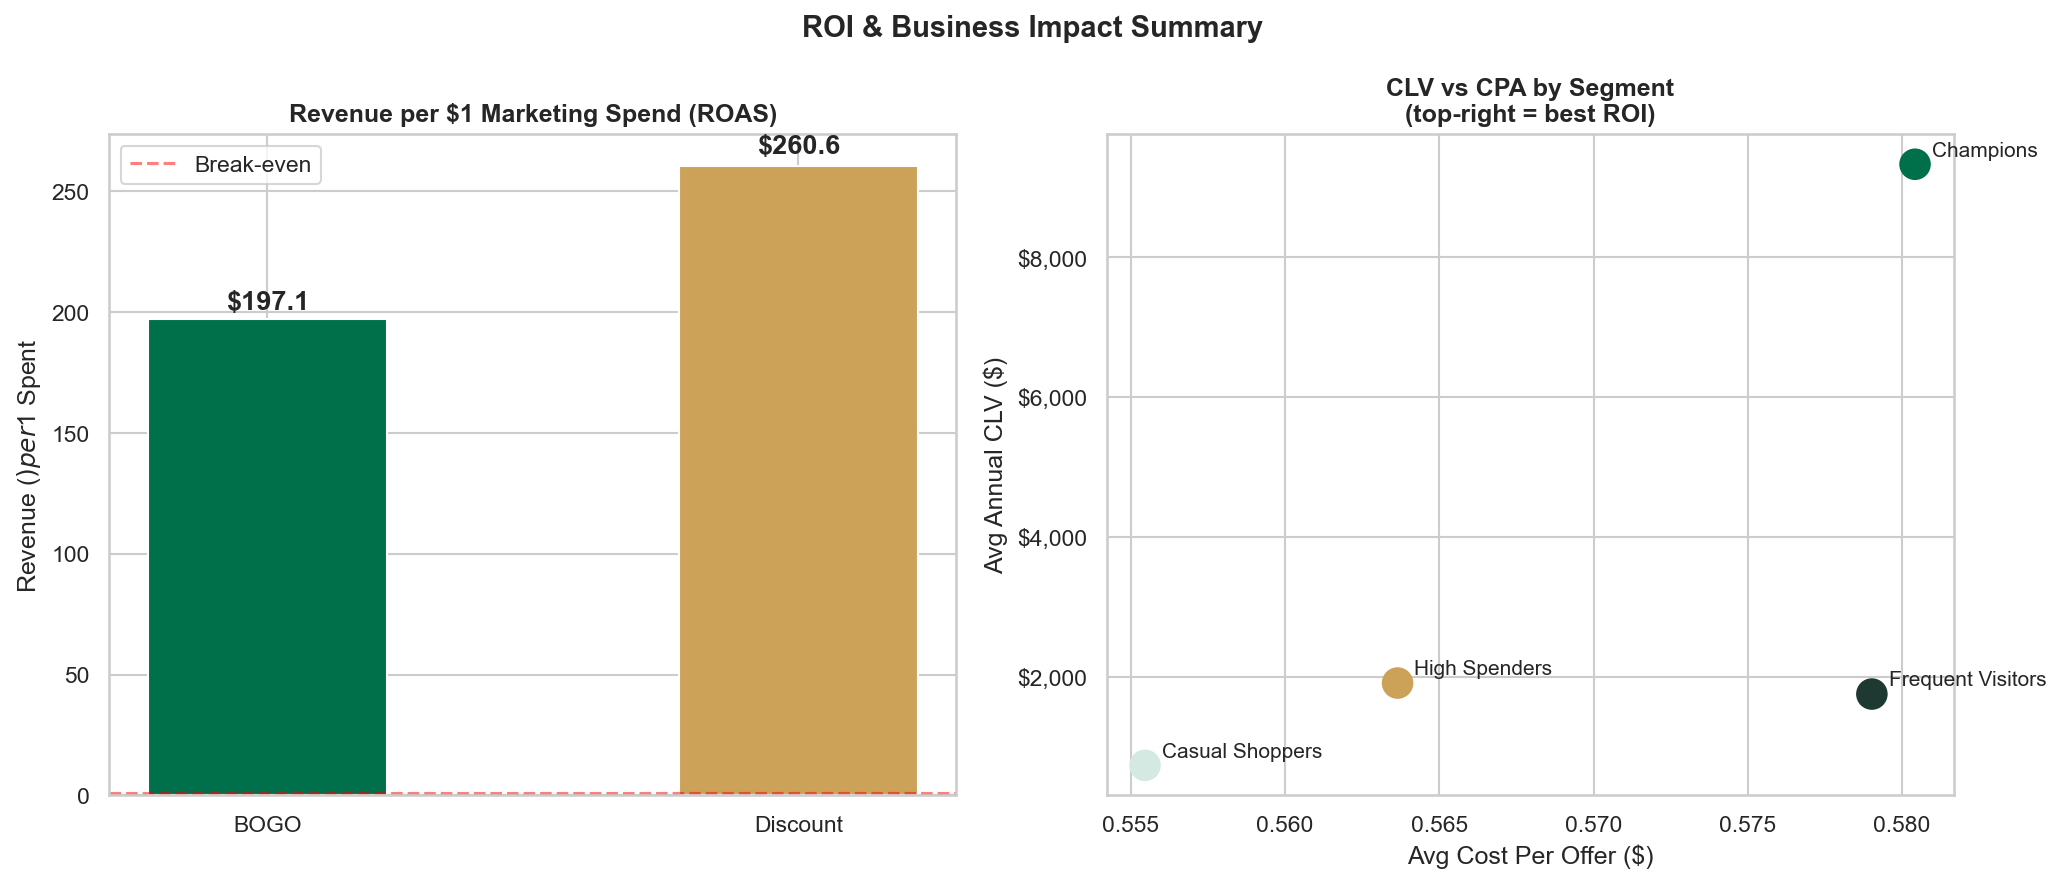 ROI & Business Impact Summary
Revenue per $1 Marketing Spend (ROAS)
Break-even
$197.1
$260.6
Revenue ()per1 Spent
250
200
150
100
50
0
BOGO
Discount
CLV vs CPA by Segment
(top-right = best ROI)
Avg Annual CLV ($)
$8,000
$6,000
$4,000
$2,000
Champions
High Spenders
Frequent Visitors
Casual Shoppers
0.555
0.560
0.565
0.570
0.575
0.580
Avg Cost Per Offer ($)